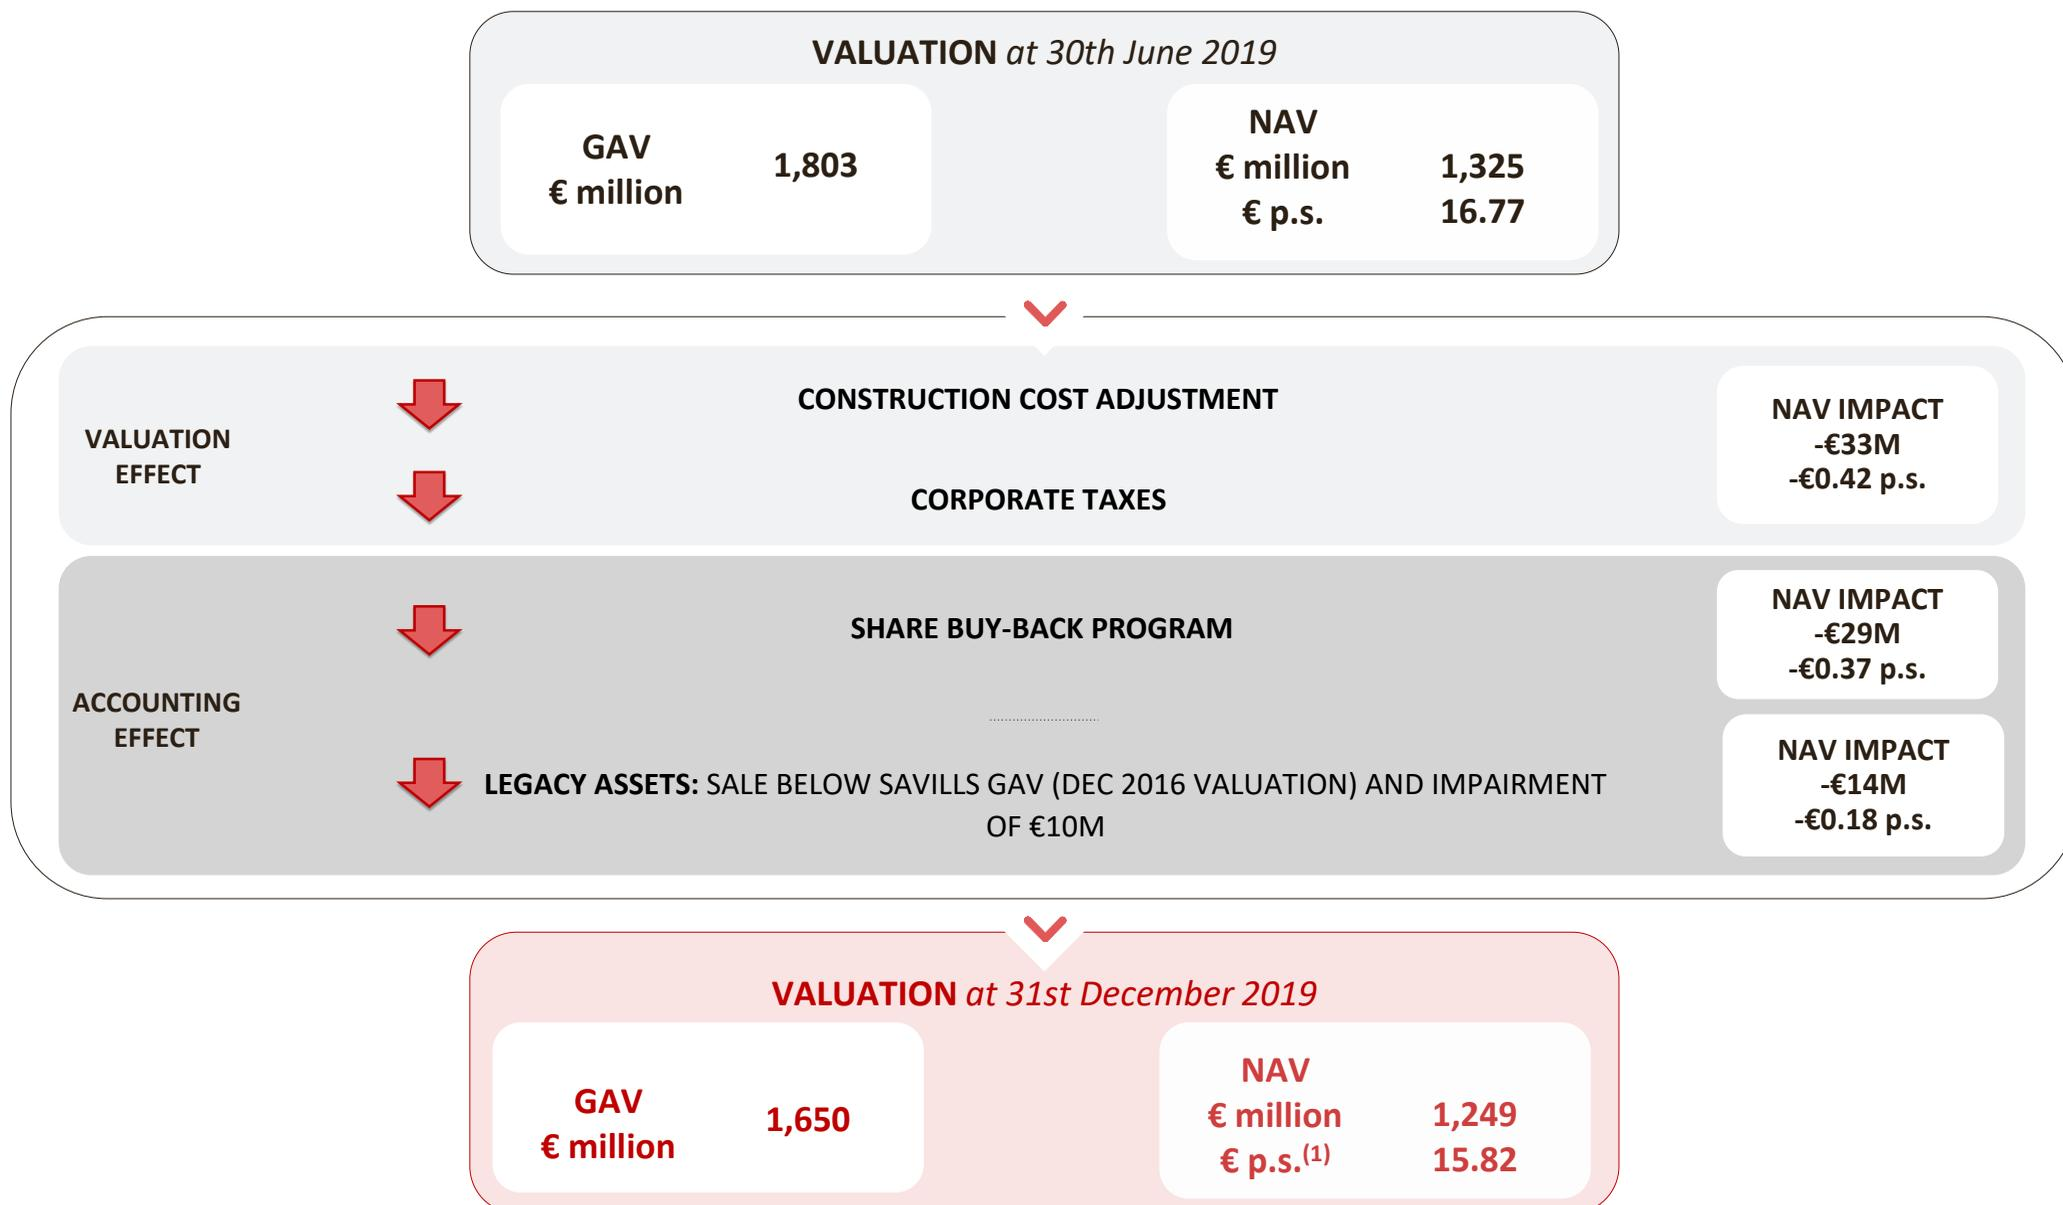 VALUATION at 30th June 2019
GAV
€ million
1,803
NAV
€ million 1,325
€ p.s. 16.77
VALUATION
EFFECT
CONSTRUCTION COST ADJUSTMENT
CORPORATE TAXES
NAV IMPACT
-€33M
-€0.42 p.s.
ACCOUNTING
EFFECT
SHARE BUY-BACK PROGRAM
NAV IMPACT
-€29M
-€0.37 p.s.
LEGACY ASSETS: SALE BELOW SAVILLS GAV (DEC 2016 VALUATION) AND IMPAIRMENT
OF €10M
NAV IMPACT
-€14M
-€0.18 p.s.
VALUATION at 31st December 2019
GAV
€ million
1,650
NAV
€ million 1,249
€ p.s.(1) 15.82